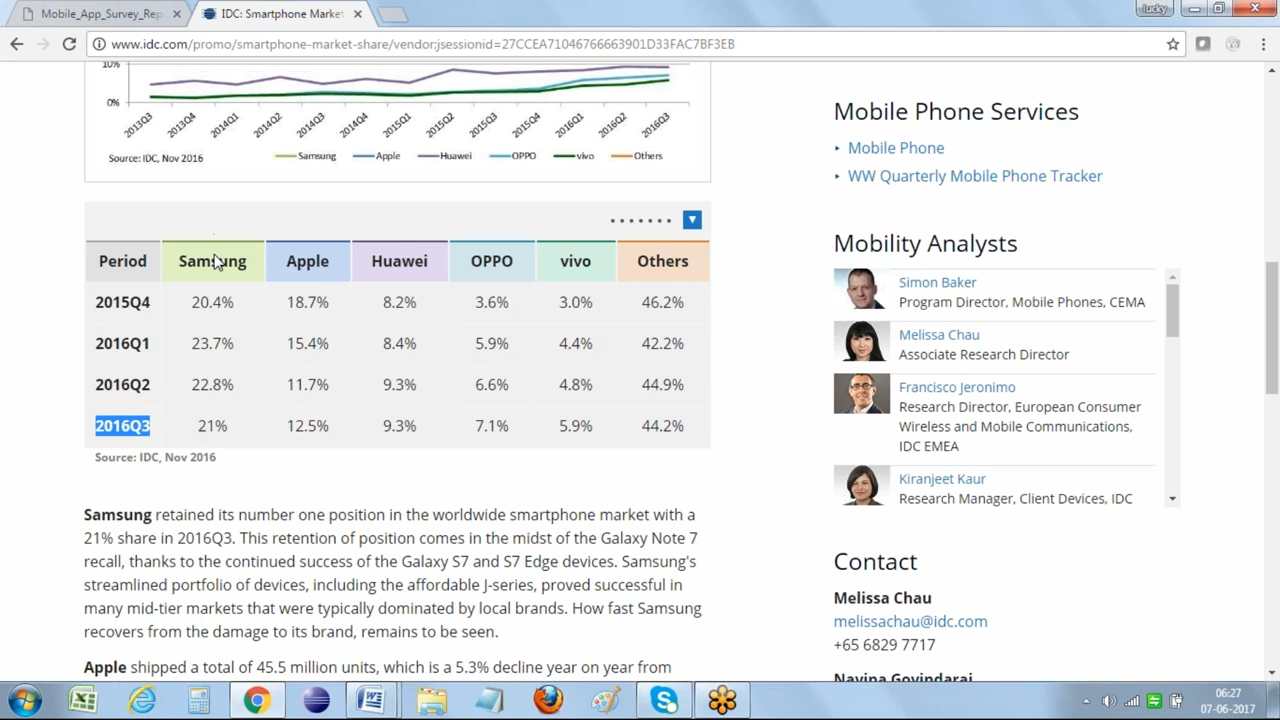 Mobile_App_Survey_Rep
IDC: Smartphone Market
lucky
www.idc.com/promo/smartphone-market-share/vendor;jsessionid=27CCEA71046766663901D33FAC7BF3EB
10%
0%
2013Q3 2013Q4 2014Q1 2014Q2 2014Q3 2014Q4 2015Q1 2015Q2 2015Q3 2015Q4 2016Q1 2016Q2 2016Q3
Source: IDC, Nov 2016 Samsung Apple Huawei OPPO vivo Others
Period Samsung Apple Huawei OPPO vivo Others
2015Q4 20.4% 18.7% 8.2% 3.6% 3.0% 46.2%
2016Q1 23.7% 15.4% 8.4% 5.9% 4.4% 42.2%
2016Q2 22.8% 11.7% 9.3% 6.6% 4.8% 44.9%
2016Q3 21% 12.5% 9.3% 7.1% 5.9% 44.2%
Source: IDC, Nov 2016
Samsung retained its number one position in the worldwide smartphone market with a
21% share in 2016Q3. This retention of position comes in the midst of the Galaxy Note 7
recall, thanks to the continued success of the Galaxy S7 and S7 Edge devices. Samsung's
streamlined portfolio of devices, including the affordable J-series, proved successful in
many mid-tier markets that were typically dominated by local brands. How fast Samsung
recovers from the damage to its brand, remains to be seen.
Apple shipped a total of 45.5 million units, which is a 5.3% decline year on year from
Mobile Phone Services
Mobile Phone
WW Quarterly Mobile Phone Tracker
Mobility Analysts
Simon Baker
Program Director, Mobile Phones, CEMA
Melissa Chau
Associate Research Director
Francisco Jeronimo
Research Director, European Consumer
Wireless and Mobile Communications,
IDC EMEA
Kiranjeet Kaur
Research Manager, Client Devices, IDC
Contact
Melissa Chau
melissachau@idc.com
+65 6829 7717
Navina Govindaraj
06:27
07-06-2017